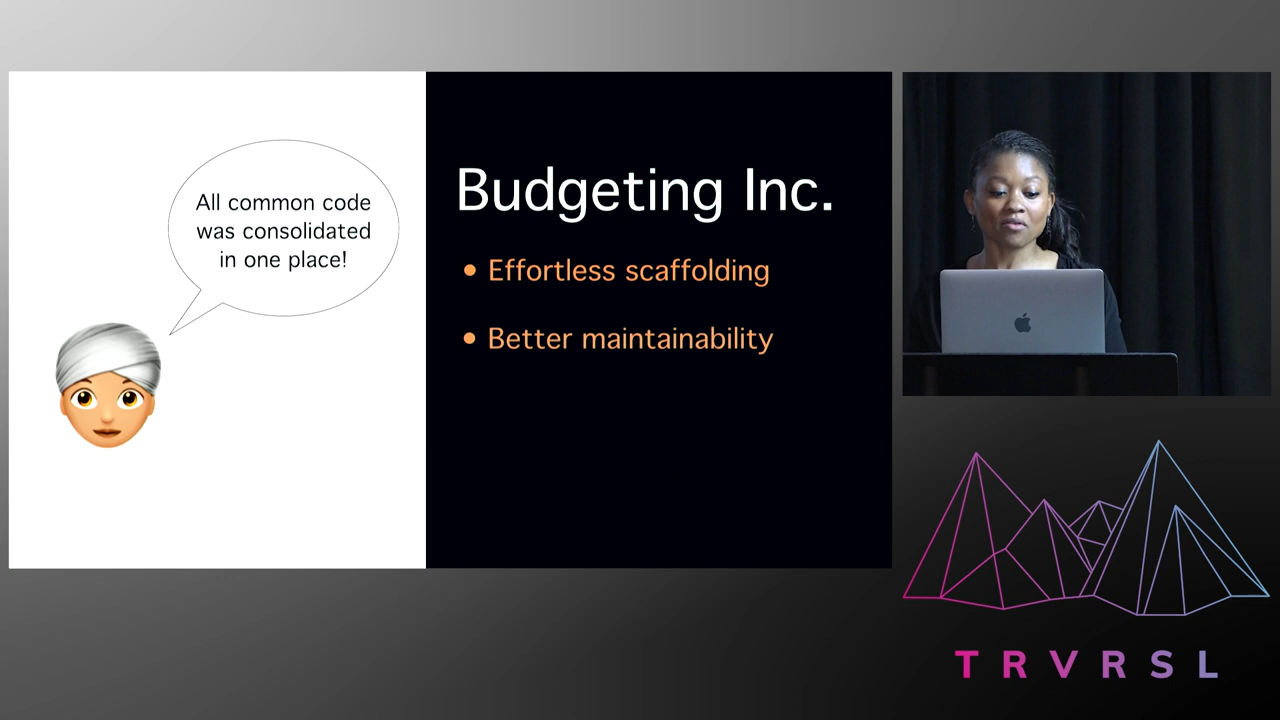 All common code
was consolidated
in one place!
Budgeting Inc.
• Effortless scaffolding
• Better maintainability
TRVRSL